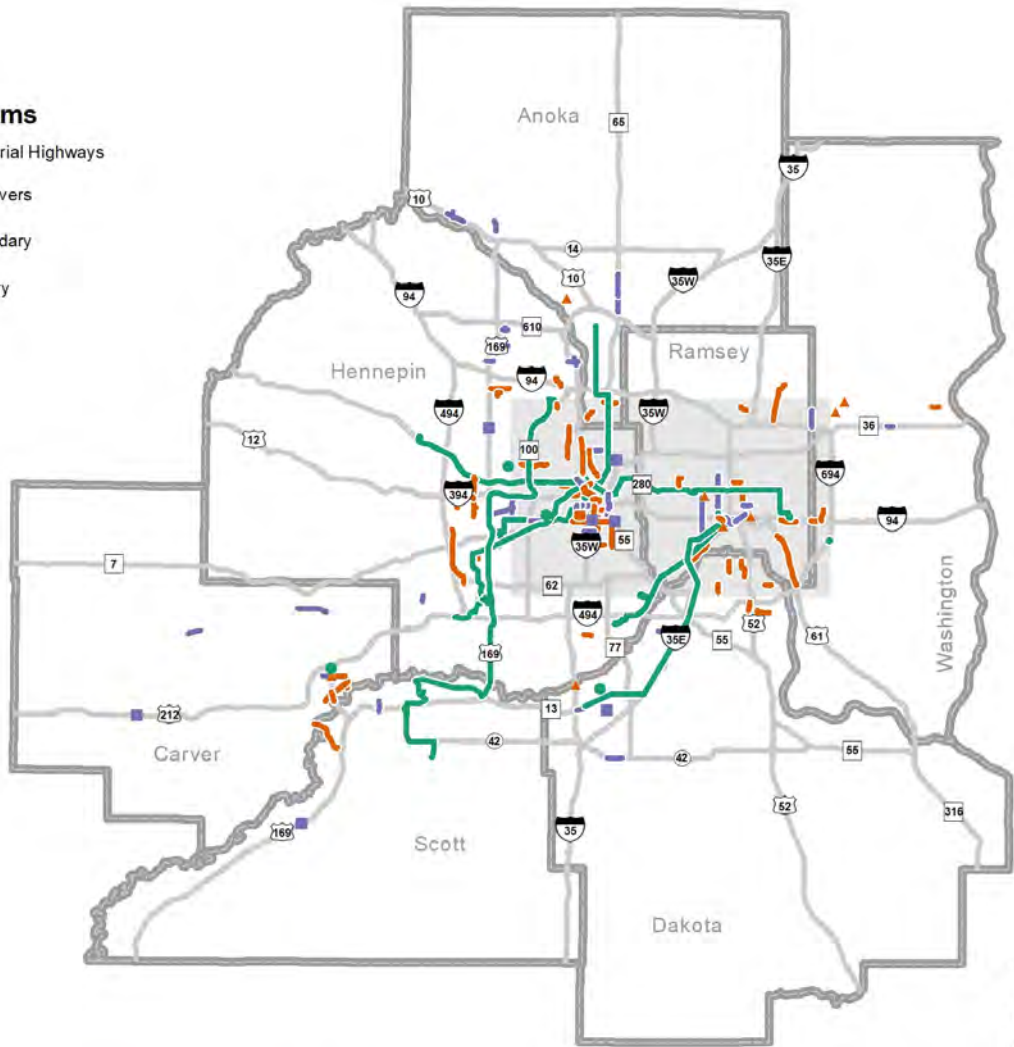 ms
rial Highways
vers
dary
ry
Anoka
65
35
10
14
35E
10
35W
94
610
169
Ramsey
Hennepin
94
494
35W
36
12
100
694
394
280
94
35W
55
7
62
494
52
Washington
61
77
35E
55
169
13
212
42
42
55
Carver
52
316
169
35
Scott
Dakota